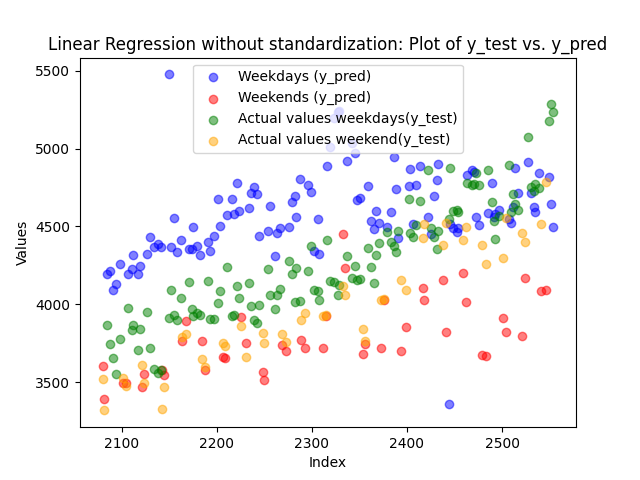 Linear Regression without standardization: Plot of y_test vs. y_pred
Weekdays (y_pred)
Weekends (y_pred)
Actual values weekdays(y_test)
Actual values weekend(y_test)
5500
5000
4500
4000
3500
Values
2100 2200 2300 2400 2500
Index